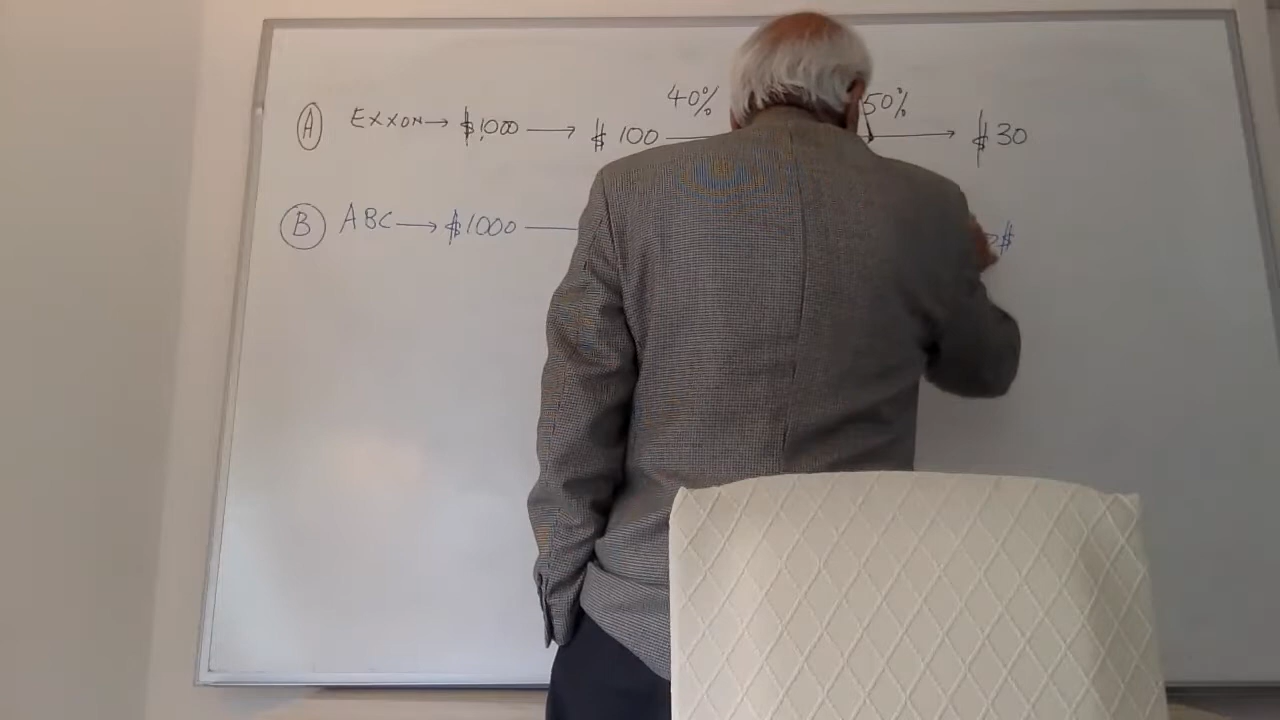 A EXXON → $1,000 → $ 100 40% 50% → $ 30
B ABC → $1000 $